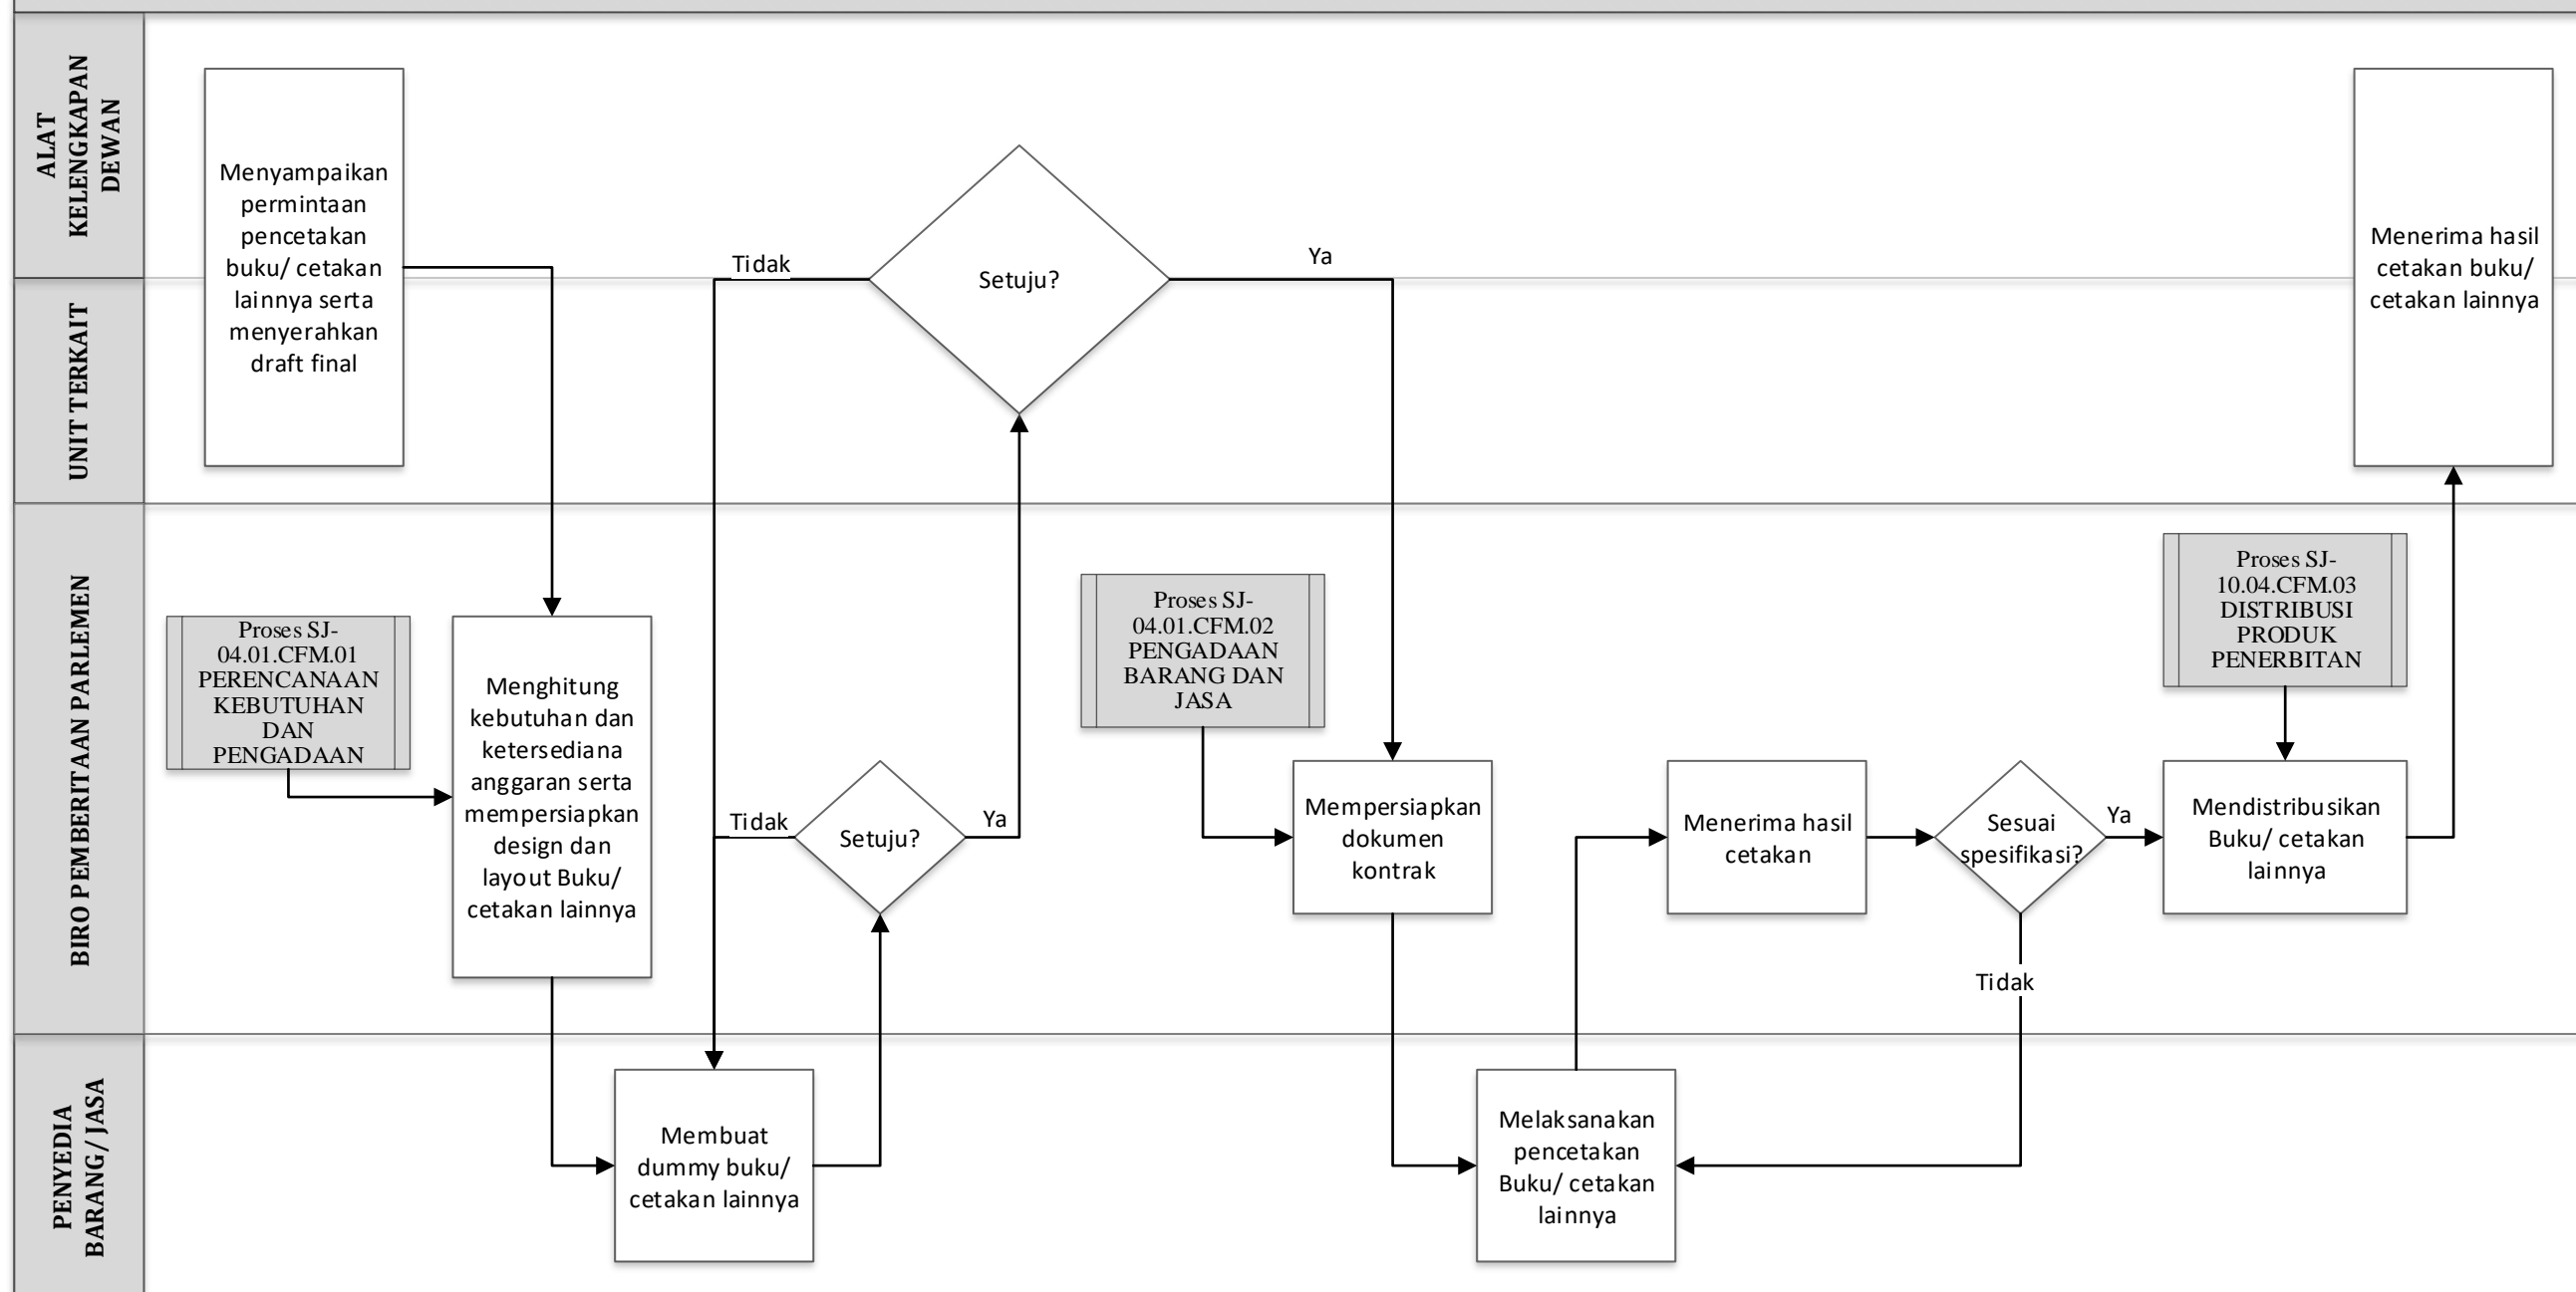 ALAT
KELENGKAPAN
DEWAN
UNIT TERKAIT
BIRO PEMBERITAAN PARLEMEN
PENYEDIA
BARANG/ JASA
Menyampaikan
permintaan
pencetakan
buku/ cetakan
lainnya serta
menyerahkan
draft final
Tidak
Setuju?
Ya
Menerima hasil
cetakan buku/
cetakan lainnya
Proses SJ-
04.01.CFM.01
PERENCANAAN
KEBUTUHAN
DAN
PENGADAAN
Menghitung
kebutuhan dan
ketersediana
anggaran serta
mempersiapkan
design dan
layout Buku/
cetakan lainnya
Tidak
Setuju?
Ya
Proses SJ-
04.01.CFM.02
PENGADAAN
BARANG DAN
JASA
Mempersiapkan
dokumen
kontrak
Menerima hasil
cetakan
Sesuai
spesifikasi?
Ya
Tidak
Proses SJ-
10.04.CFM.03
DISTRIBUSI
PRODUK
PENERBITAN
Mendistribusikan
Buku/ cetakan
lainnya
Membuat
dummy buku/
cetakan lainnya
Melaksanakan
pencetakan
Buku/ cetakan
lainnya